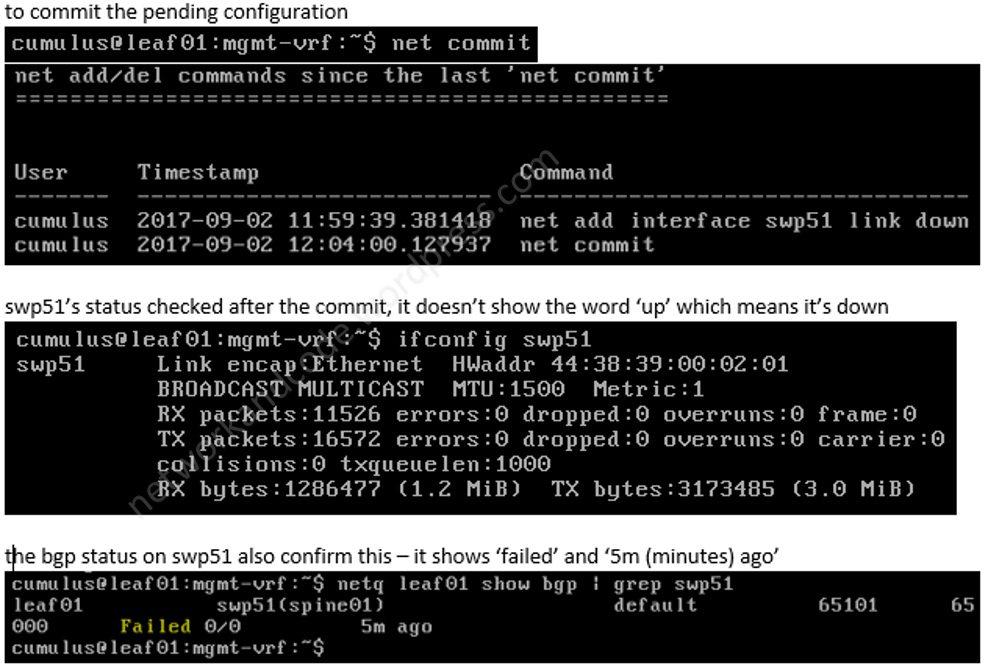 to commit the pending configuration
cumulus@leaf01:mgmt-vrf:~$ net commit
net add/del commands since the last 'net commit'
================================================
User Timestamp Command
------- -------------------------- ---------------------------------
cumulus 2017-09-02 11:59:39.381418 net add interface swp51 link down
cumulus 2017-09-02 12:04:00.127937 net commit
swp51's status checked after the commit, it doesn't show the word 'up' which means it's down
cumulus@leaf01:mgmt-vrf:~$ ifconfig swp51
swp51 Link encap:Ethernet HWaddr 44:38:39:00:02:01
BROADCAST MULTICAST MTU:1500 Metric:1
RX packets:11526 errors:0 dropped:0 overruns:0 frame:0
TX packets:16572 errors:0 dropped:0 overruns:0 carrier:0
collisions:0 txqueuelen:1000
RX bytes:1286477 (1.2 MiB) TX bytes:3173485 (3.0 MiB)
the bgp status on swp51 also confirm this – it shows 'failed' and '5m (minutes) ago'
cumulus@leaf01:mgmt-vrf:~$ netq leaf01 show bgp | grep swp51
leaf01 swp51(spine01) default 65101 65
000 Failed 0/0 5m ago
cumulus@leaf01:mgmt-vrf:~$
networkandcode.wordpress.com